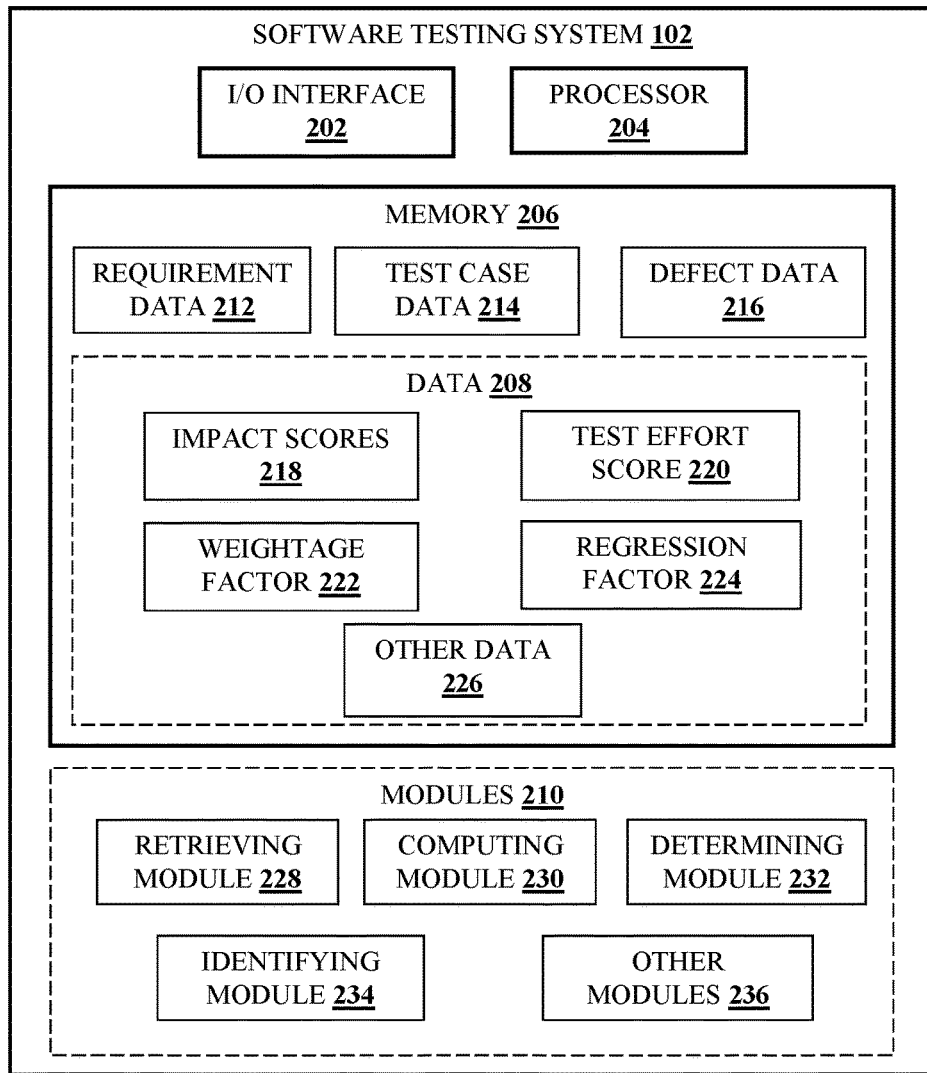 SOFTWARE TESTING SYSTEM 102
I/O INTERFACE
202
PROCESSOR
204
MEMORY 206
REQUIREMENT
DATA 212
TEST CASE
DATA 214
DEFECT DATA
216
DATA 208
IMPACT SCORES
218
TEST EFFORT
SCORE 220
WEIGHTAGE
FACTOR 222
REGRESSION
FACTOR 224
OTHER DATA
226
MODULES 210
RETRIEVING
MODULE 228
COMPUTING
MODULE 230
DETERMINING
MODULE 232
IDENTIFYING
MODULE 234
OTHER
MODULES 236